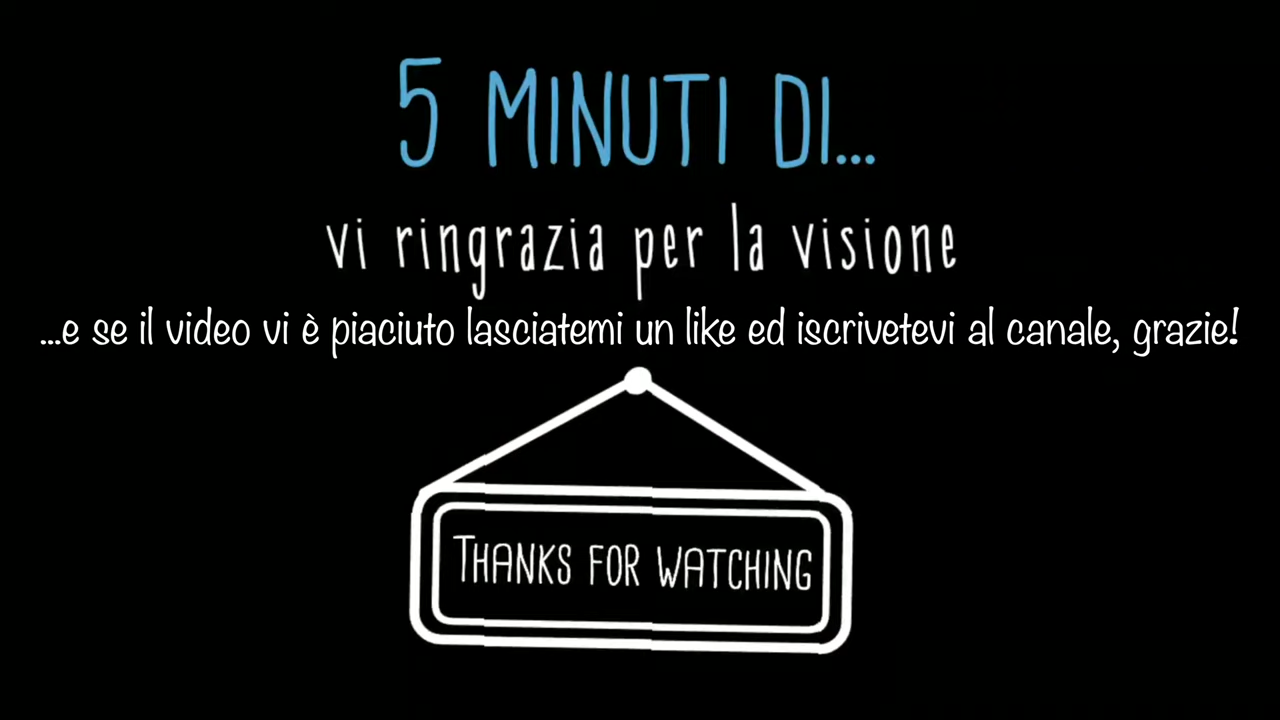 5 MINUTI DI...
vi ringrazia per la visione
...e se il video vi è piaciuto lasciatemi un like ed iscrivetevi al canale, grazie!
THANKS FOR WATCHING